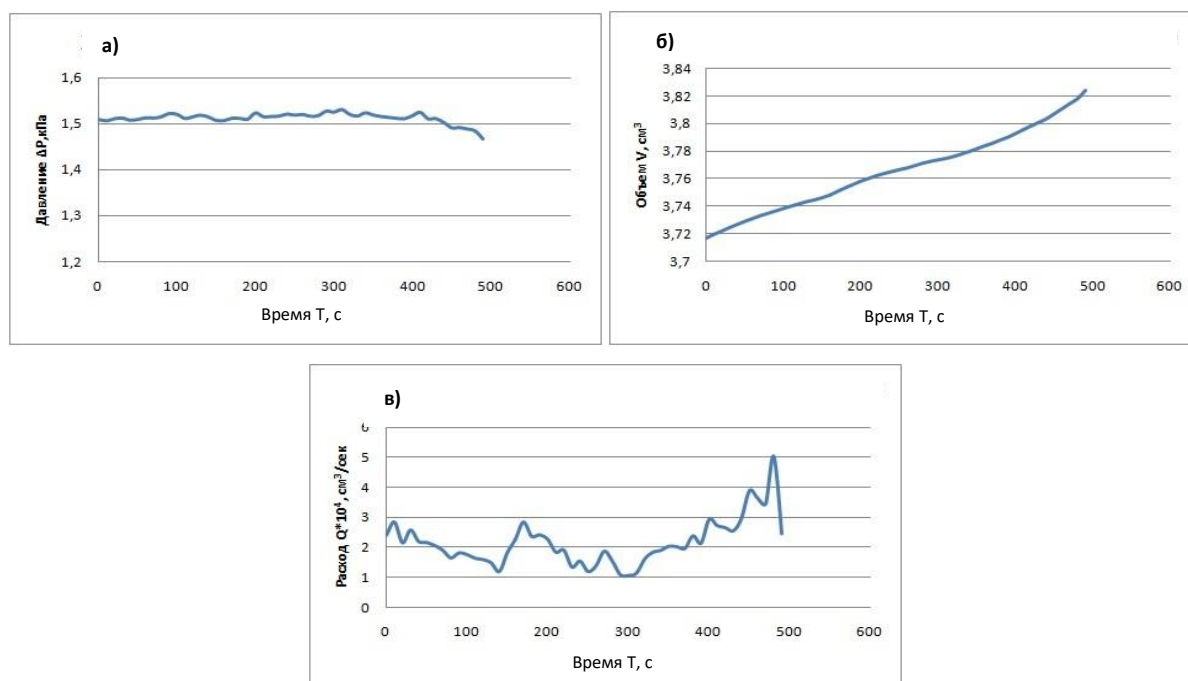 а)
Давление ΔP,кПа
1,6
1,5
1,4
1,3
1,2
0 100 200 300 400 500 600
Время T, с
б)
Объем V, см³
3,84
3,82
3,8
3,78
3,76
3,74
3,72
3,7
0 100 200 300 400 500 600
Время T, с
в)
Расход Q*10⁴, см³/сек
6
5
4
3
2
1
0
0 100 200 300 400 500 600
Время T, с